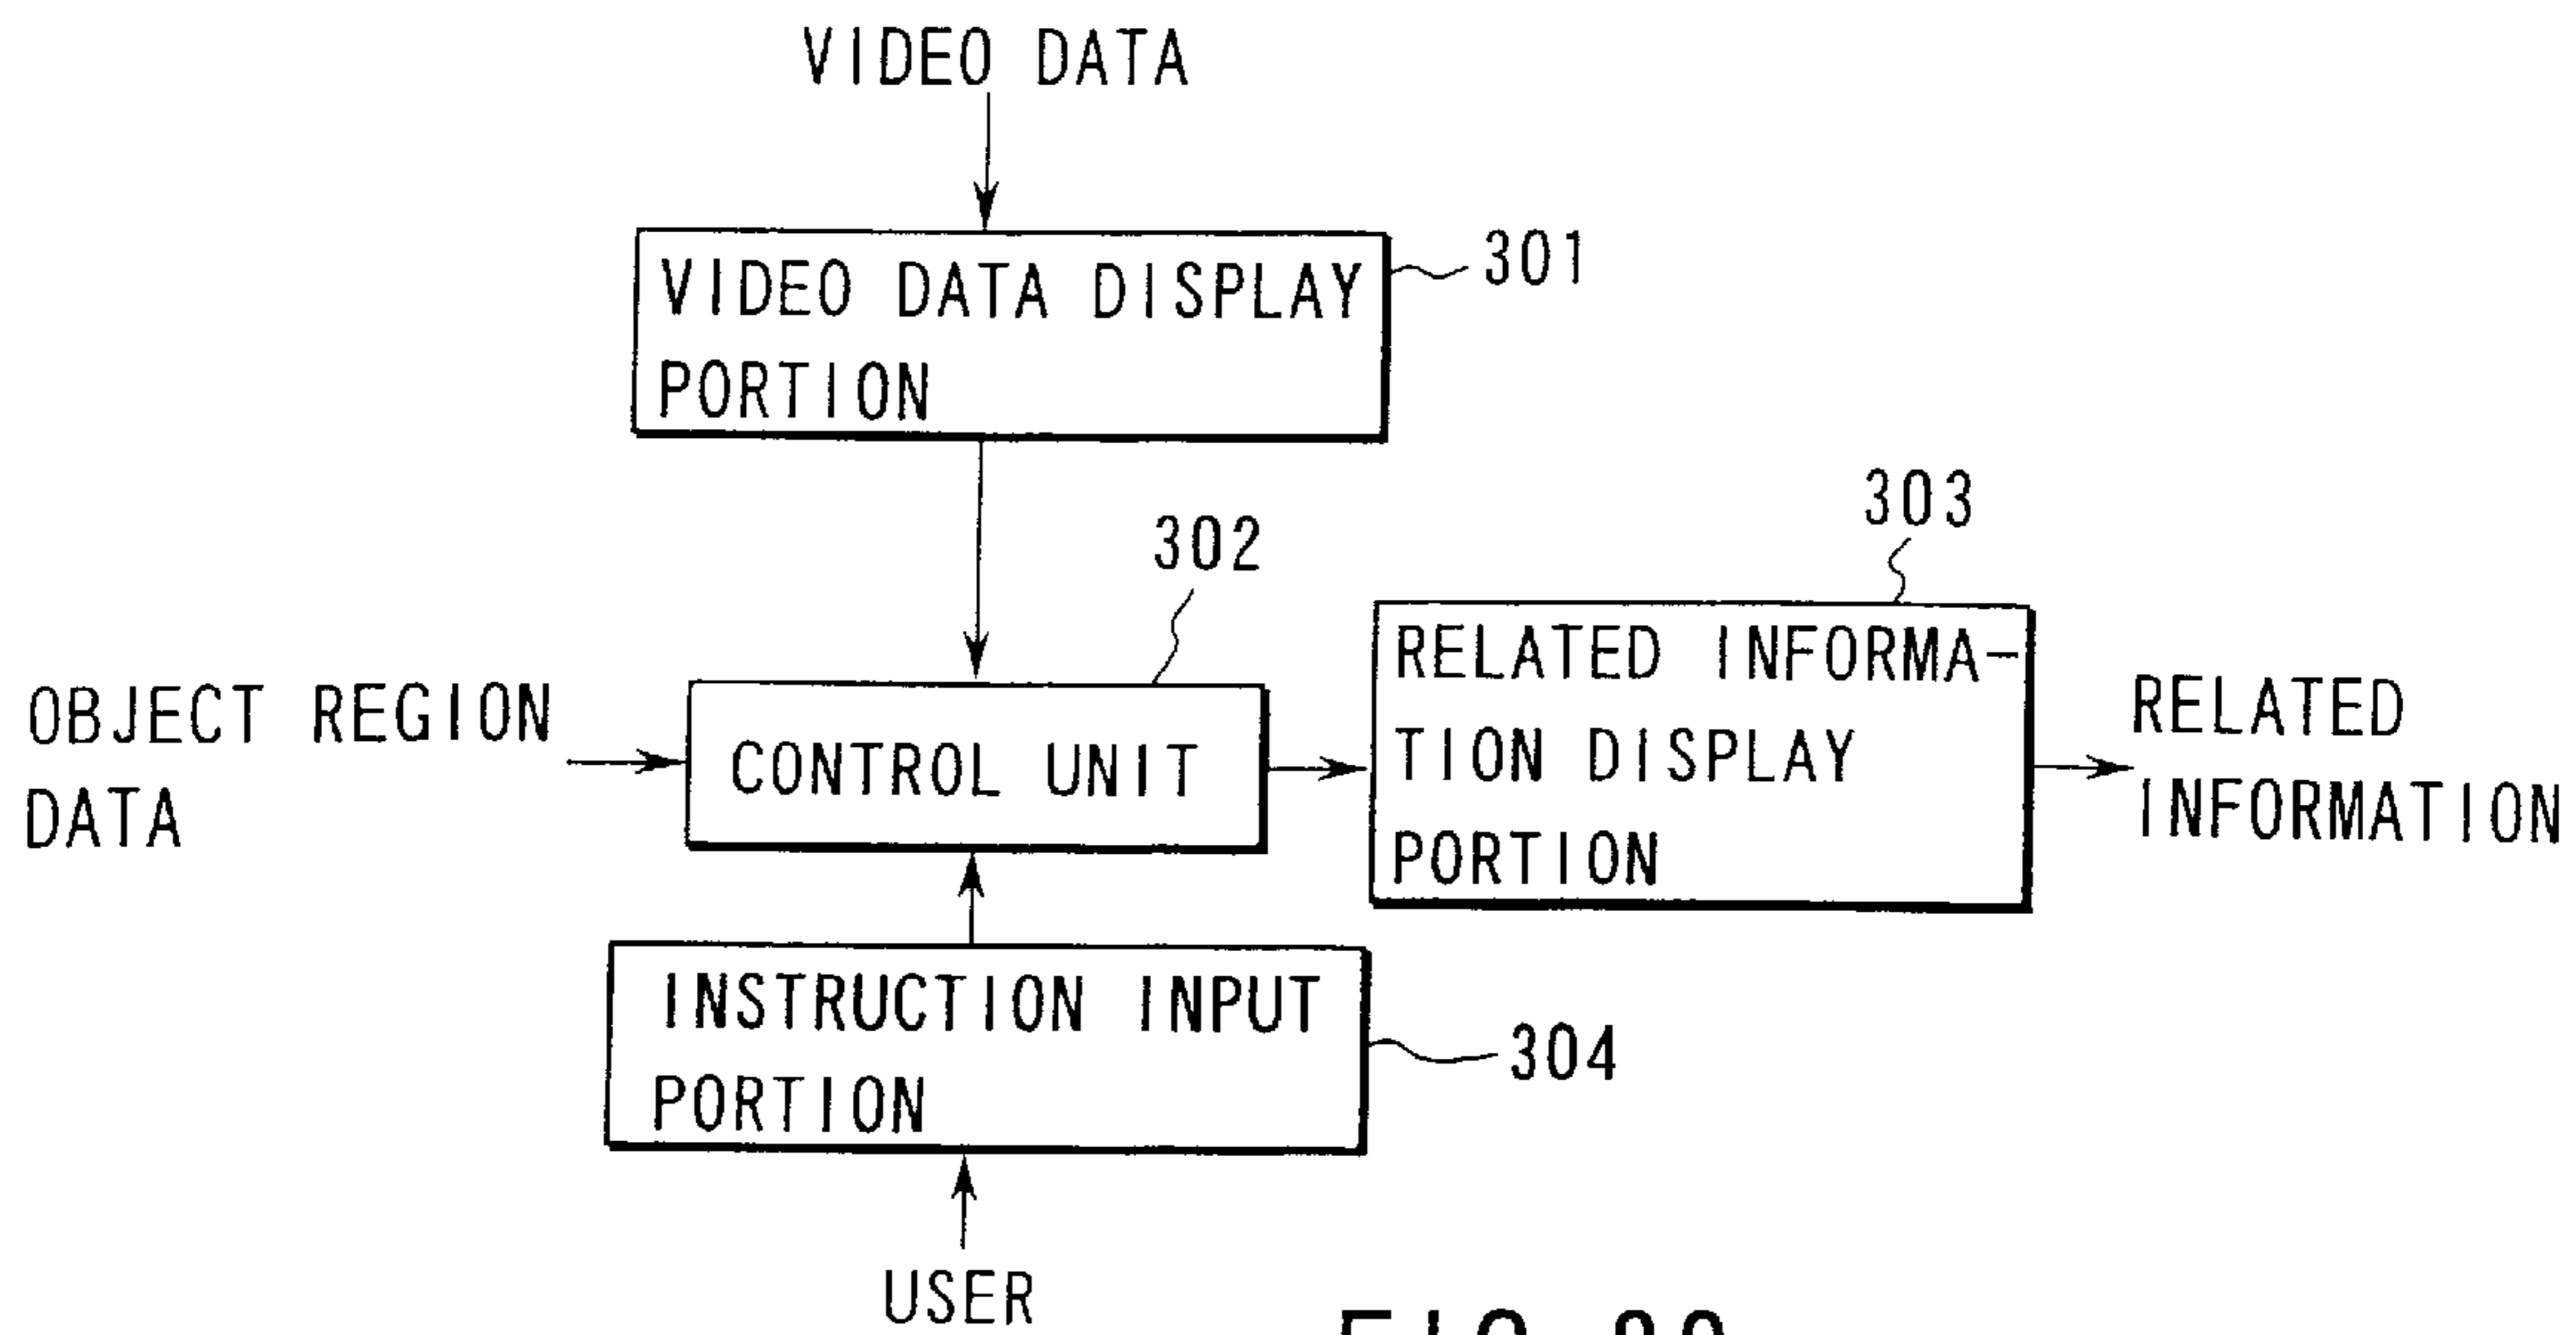 VIDEO DATA
VIDEO DATA DISPLAY
PORTION
301
302
303
OBJECT REGION
DATA
CONTROL UNIT
RELATED INFORMA-
TION DISPLAY
PORTION
RELATED
INFORMATION
INSTRUCTION INPUT
PORTION
304
USER